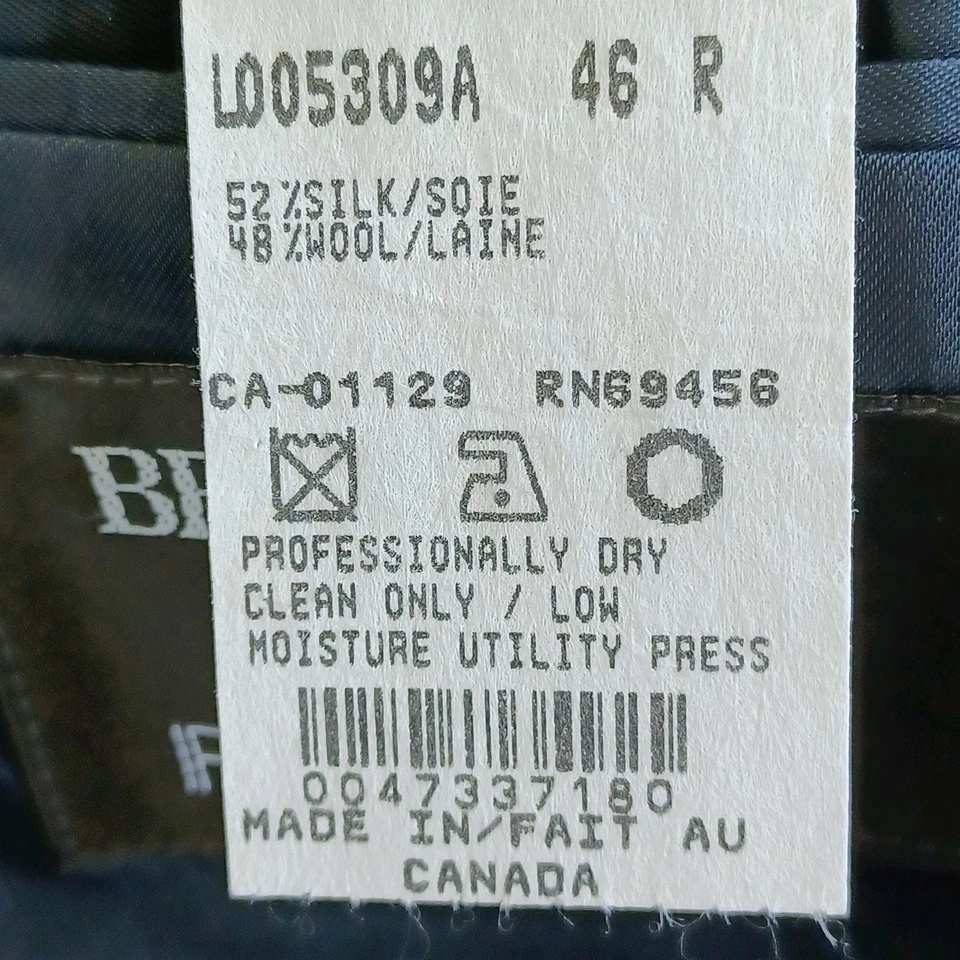 L005309A 46 R
52%SILK/SOIE
48%WOOL/LAINE
CA-01129 RN69456
PROFESSIONALLY DRY
CLEAN ONLY / LOW
MOISTURE UTILITY PRESS
0047337180
MADE IN/FAIT AU
CANADA